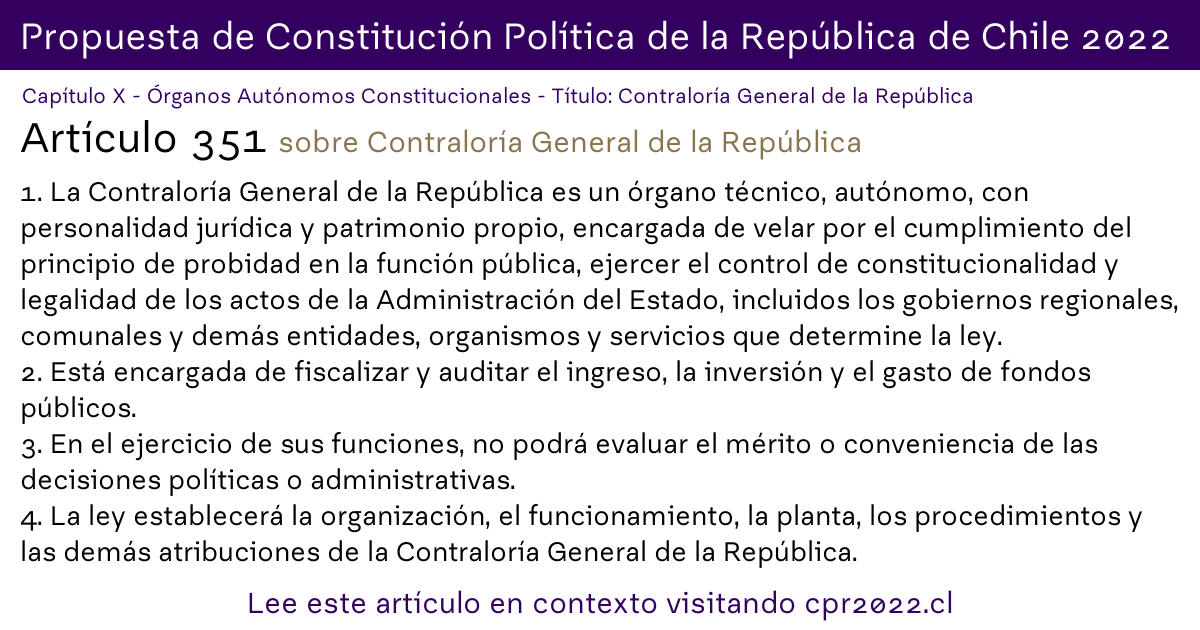 Propuesta de Constitución Política de la República de Chile 2022
Capítulo X - Órganos Autónomos Constitucionales - Título: Contraloría General de la República
Artículo 351 sobre Contraloría General de la República
1. La Contraloría General de la República es un órgano técnico, autónomo, con
personalidad jurídica y patrimonio propio, encargada de velar por el cumplimiento del
principio de probidad en la función pública, ejercer el control de constitucionalidad y
legalidad de los actos de la Administración del Estado, incluidos los gobiernos regionales,
comunales y demás entidades, organismos y servicios que determine la ley.
2. Está encargada de fiscalizar y auditar el ingreso, la inversión y el gasto de fondos
públicos.
3. En el ejercicio de sus funciones, no podrá evaluar el mérito o conveniencia de las
decisiones políticas o administrativas.
4. La ley establecerá la organización, el funcionamiento, la planta, los procedimientos y
las demás atribuciones de la Contraloría General de la República.
Lee este artículo en contexto visitando cpr2022.cl